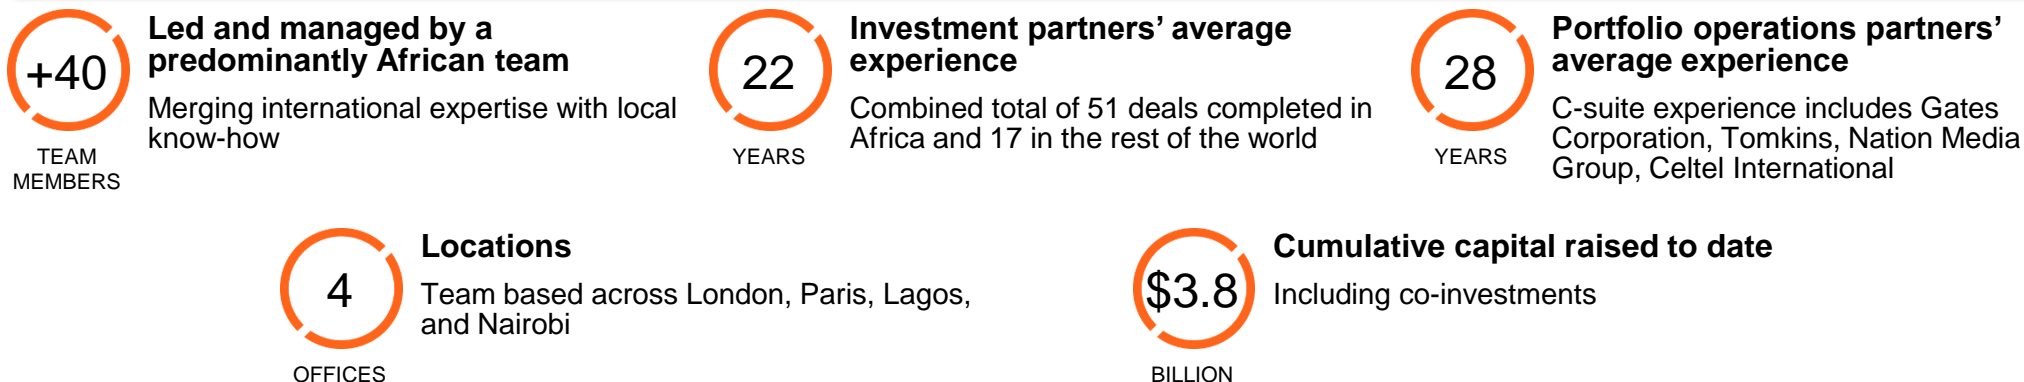 +40
TEAM
MEMBERS
Led and managed by a
predominantly African team
Merging international expertise with local
know-how
22
YEARS
Investment partners’ average
experience
Combined total of 51 deals completed in
Africa and 17 in the rest of the world
28
YEARS
Portfolio operations partners’
average experience
C-suite experience includes Gates
Corporation, Tomkins, Nation Media
Group, Celtel International
4
OFFICES
Locations
Team based across London, Paris, Lagos,
and Nairobi
$3.8
BILLION
Cumulative capital raised to date
Including co-investments